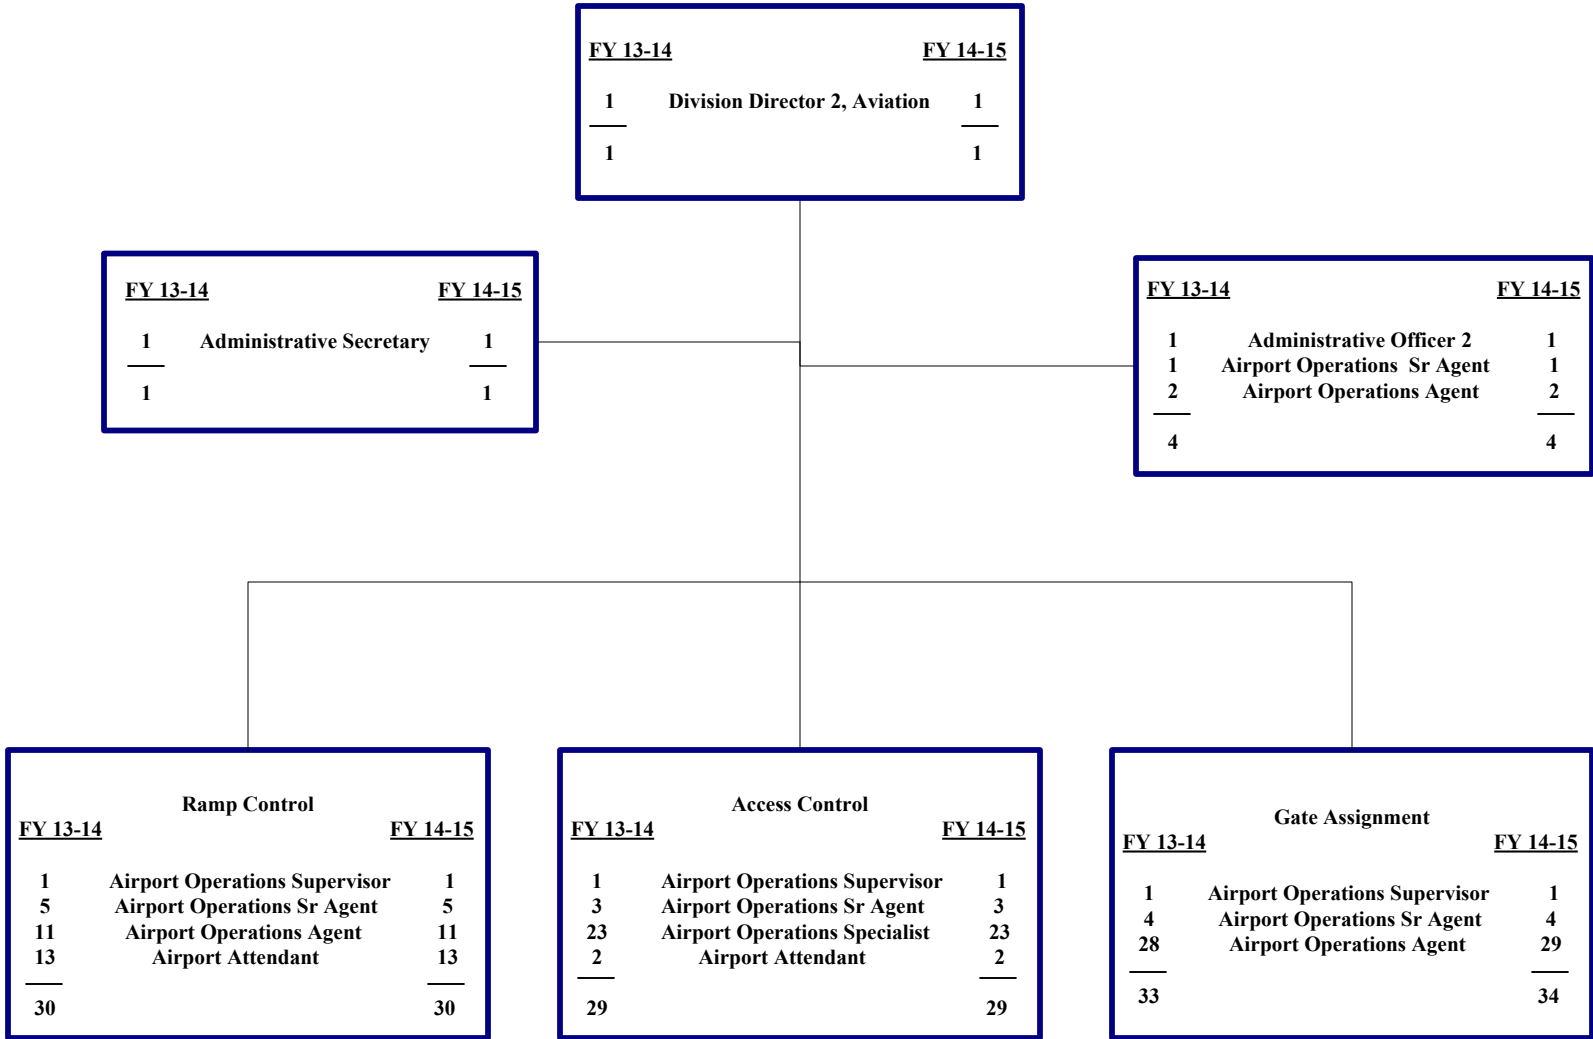 FY 13-14 FY 14-15
1 Division Director 2, Aviation 1
1 1
FY 13-14 FY 14-15
1 Administrative Secretary 1
1 1
FY 13-14 FY 14-15
1 Administrative Officer 2 1
1 Airport Operations Sr Agent 1
2 Airport Operations Agent 2
4 4
Ramp Control
FY 13-14 FY 14-15
1 Airport Operations Supervisor 1
5 Airport Operations Sr Agent 5
11 Airport Operations Agent 11
13 Airport Attendant 13
30 30
Access Control
FY 13-14 FY 14-15
1 Airport Operations Supervisor 1
3 Airport Operations Sr Agent 3
23 Airport Operations Specialist 23
2 Airport Attendant 2
29 29
Gate Assignment
FY 13-14 FY 14-15
1 Airport Operations Supervisor 1
4 Airport Operations Sr Agent 4
28 Airport Operations Agent 29
33 34